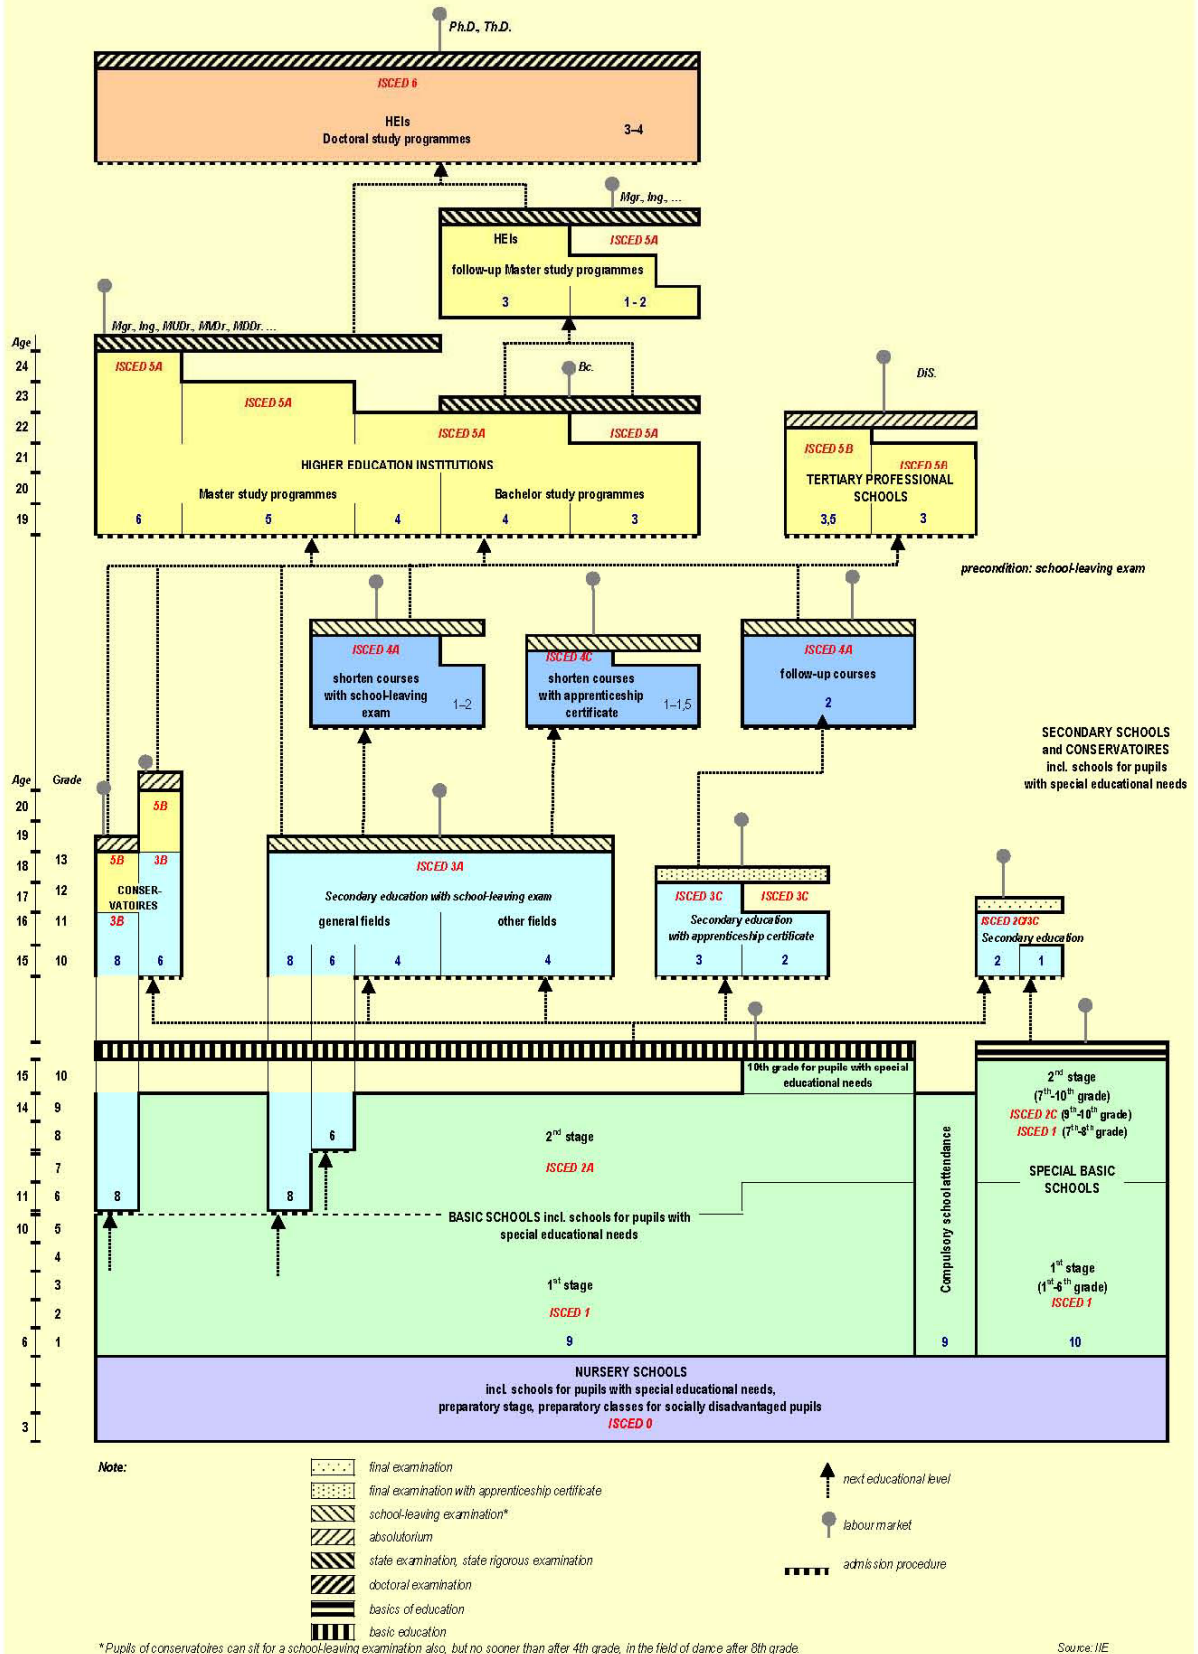 Ph.D., Th.D.
ISCED 6
HEIs
Doctoral study programmes
3–4
Mgr., Ing., ...
HEIs
ISCED 5A
follow-up Master study programmes
3
1 - 2
Mgr., Ing., MUDr., MVDr., MDDr. ...
Age
24
23
22
21
20
19
ISCED 5A
ISCED 5A
ISCED 5A
ISCED 5A
Bc.
HIGHER EDUCATION INSTITUTIONS
Master study programmes
Bachelor study programmes
6
5
4
4
3
DiS.
ISCED 5B
ISCED 5B
TERTIARY PROFESSIONAL
SCHOOLS
3,5
3
precondition: school-leaving exam
ISCED 4A
shorten courses
with school-leaving
exam
1–2
ISCED 4C
shorten courses
with apprenticeship
certificate
1–1,5
ISCED 4A
follow-up courses
2
SECONDARY SCHOOLS
and CONSERVATOIRES
incl. schools for pupils
with special educational needs
Age
Grade
20
19
18
13
17
12
16
11
15
10
5B
5B
3B
CONSER-
VATOIRES
3B
8
6
ISCED 3A
Secondary education with school-leaving exam
general fields
other fields
8
6
4
4
ISCED 3C
ISCED 3C
Secondary education
with apprenticeship certificate
3
2
ISCED 2C/3C
Secondary education
2
1
15
10
14
9
8
7
11
6
10
5
4
3
2
6
1
10th grade for pupils with special
educational needs
8
8
6
2nd stage
ISCED 2A
BASIC SCHOOLS incl. schools for pupils with
special educational needs
1st stage
ISCED 1
9
Compulsory school attendance
9
2nd stage
(7th-10th grade)
ISCED 2C (9th-10th grade)
ISCED 1 (7th-8th grade)
SPECIAL BASIC
SCHOOLS
1st stage
(1st-6th grade)
ISCED 1
10
3
NURSERY SCHOOLS
incl. schools for pupils with special educational needs,
preparatory stage, preparatory classes for socially disadvantaged pupils
ISCED 0
Note:
final examination
final examination with apprenticeship certificate
school-leaving examination*
absolutorium
state examination, state rigorous examination
doctoral examination
basics of education
basic education
next educational level
labour market
admission procedure
* Pupils of conservatoires can sit for a school-leaving examination also, but no sooner than after 4th grade, in the field of dance after 8th grade.
Source: IIE